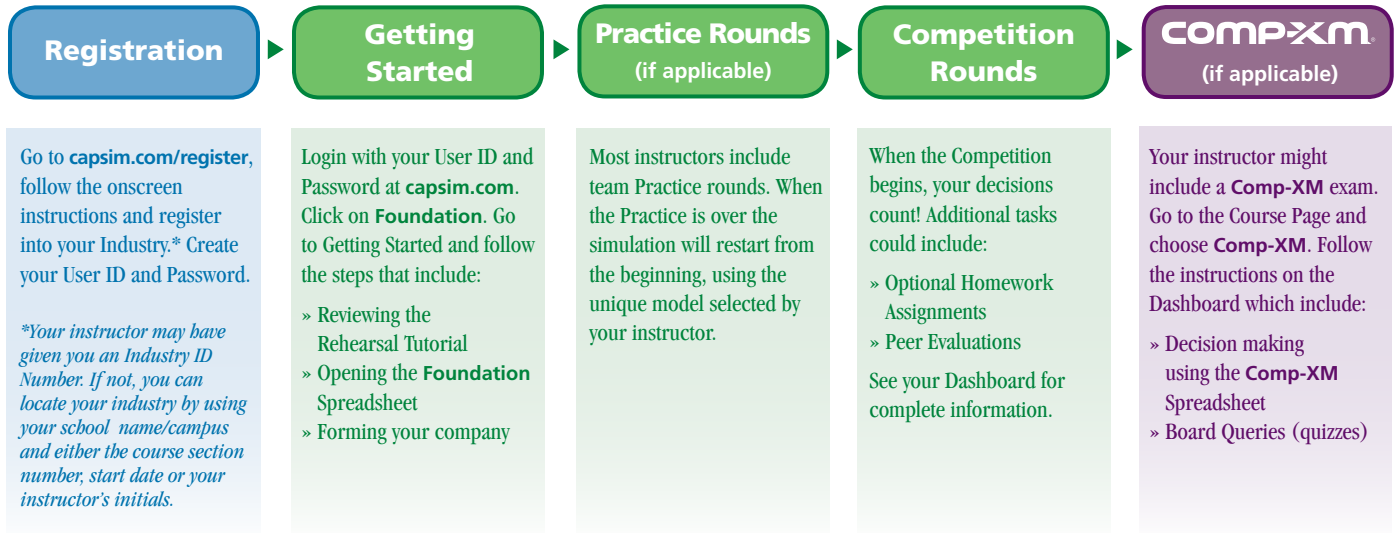 Registration
Getting
Started
Practice Rounds
(if applicable)
Competition
Rounds
COMP-XM®
(if applicable)
Go to capsim.com/register,
follow the onscreen
instructions and register
into your Industry.* Create
your User ID and Password.
*Your instructor may have
given you an Industry ID
Number. If not, you can
locate your industry by using
your school name/campus
and either the course section
number, start date or your
instructor's initials.
Login with your User ID and
Password at capsim.com.
Click on Foundation. Go
to Getting Started and follow
the steps that include:
» Reviewing the
Rehearsal Tutorial
» Opening the Foundation
Spreadsheet
» Forming your company
Most instructors include
team Practice rounds. When
the Practice is over the
simulation will restart from
the beginning, using the
unique model selected by
your instructor.
When the Competition
begins, your decisions
count! Additional tasks
could include:
» Optional Homework
Assignments
» Peer Evaluations
See your Dashboard for
complete information.
Your instructor might
include a Comp-XM exam.
Go to the Course Page and
choose Comp-XM. Follow
the instructions on the
Dashboard which include:
» Decision making
using the Comp-XM
Spreadsheet
» Board Queries (quizzes)